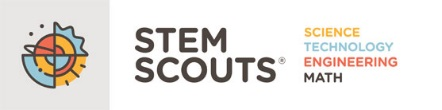 STEM
SCOUTS®
SCIENCE
TECHNOLOGY
ENGINEERING
MATH